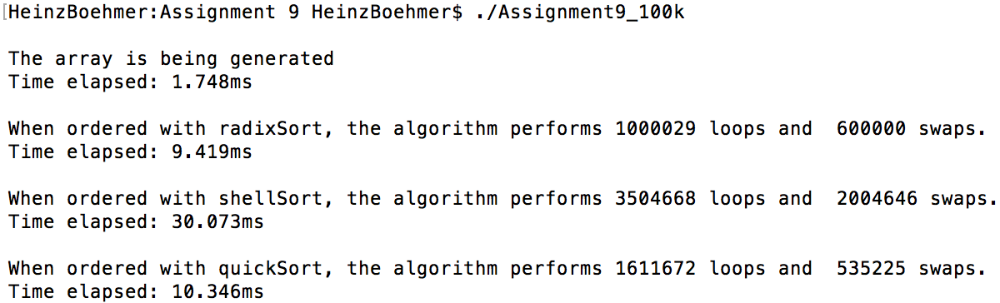 [HeinzBoehmer:Assignment 9 HeinzBoehmer$ ./Assignment9_100k
The array is being generated
Time elapsed: 1.748ms
When ordered with radixSort, the algorithm performs 1000029 loops and  600000 swaps.
Time elapsed: 9.419ms
When ordered with shellSort, the algorithm performs 3504668 loops and  2004646 swaps.
Time elapsed: 30.073ms
When ordered with quickSort, the algorithm performs 1611672 loops and  535225 swaps.
Time elapsed: 10.346ms